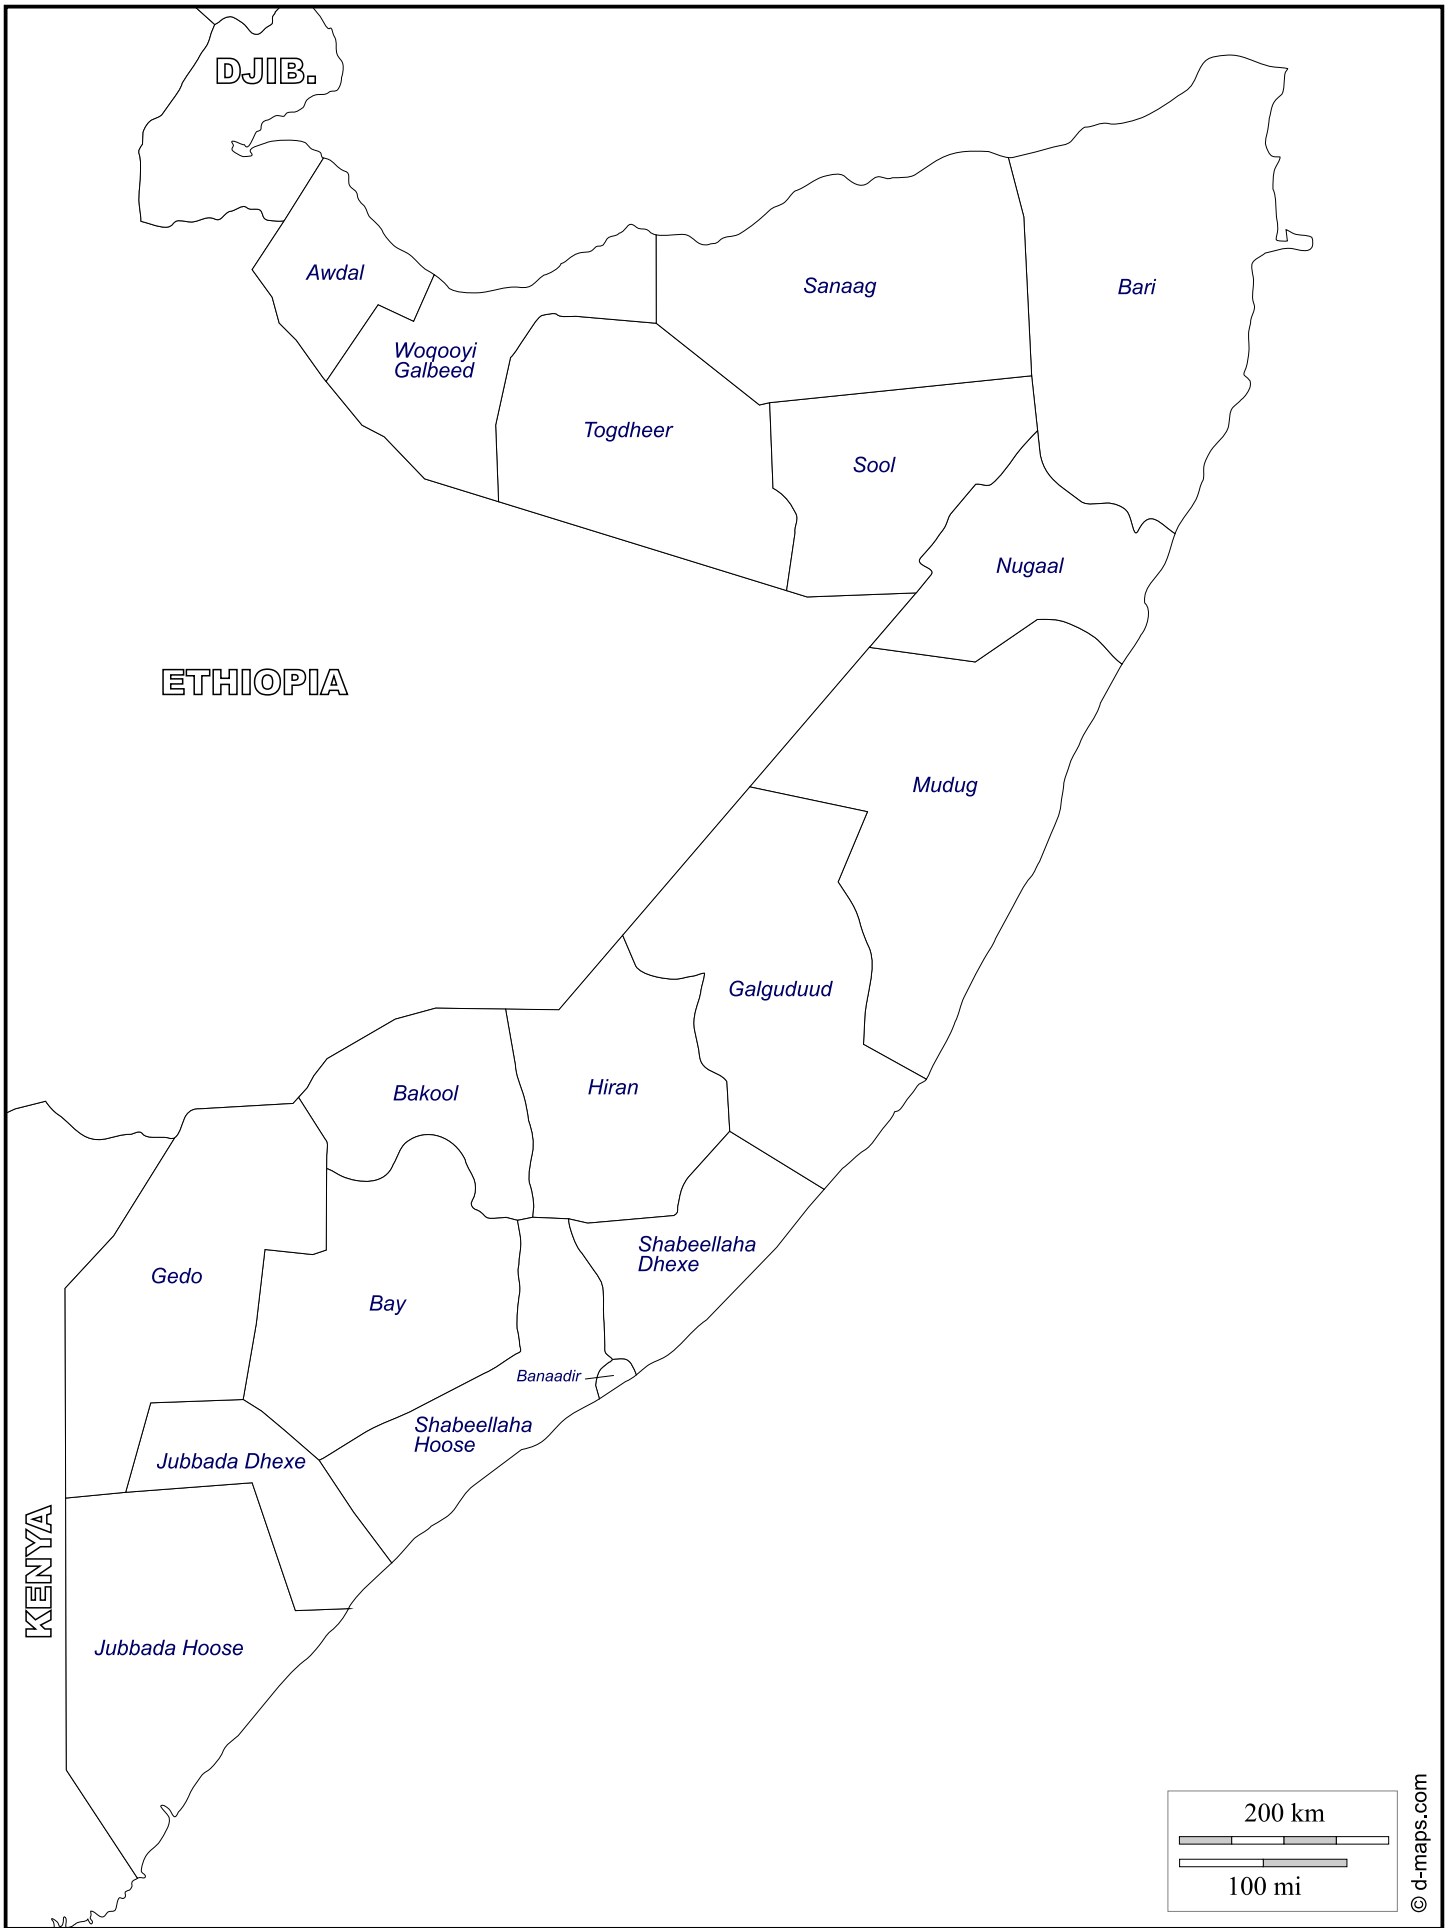 DJIB.
Awdal
Sanaag
Bari
Woqooyi
Galbeed
Togdheer
Sool
Nugaal
ETHIOPIA
Mudug
Galguduud
Hiran
Bakool
Shabeellaha
Dhexe
Gedo
Bay
Banaadir
Shabeellaha
Hoose
Jubbada Dhexe
KENYA
Jubbada Hoose
200 km
100 mi
© d-maps.com